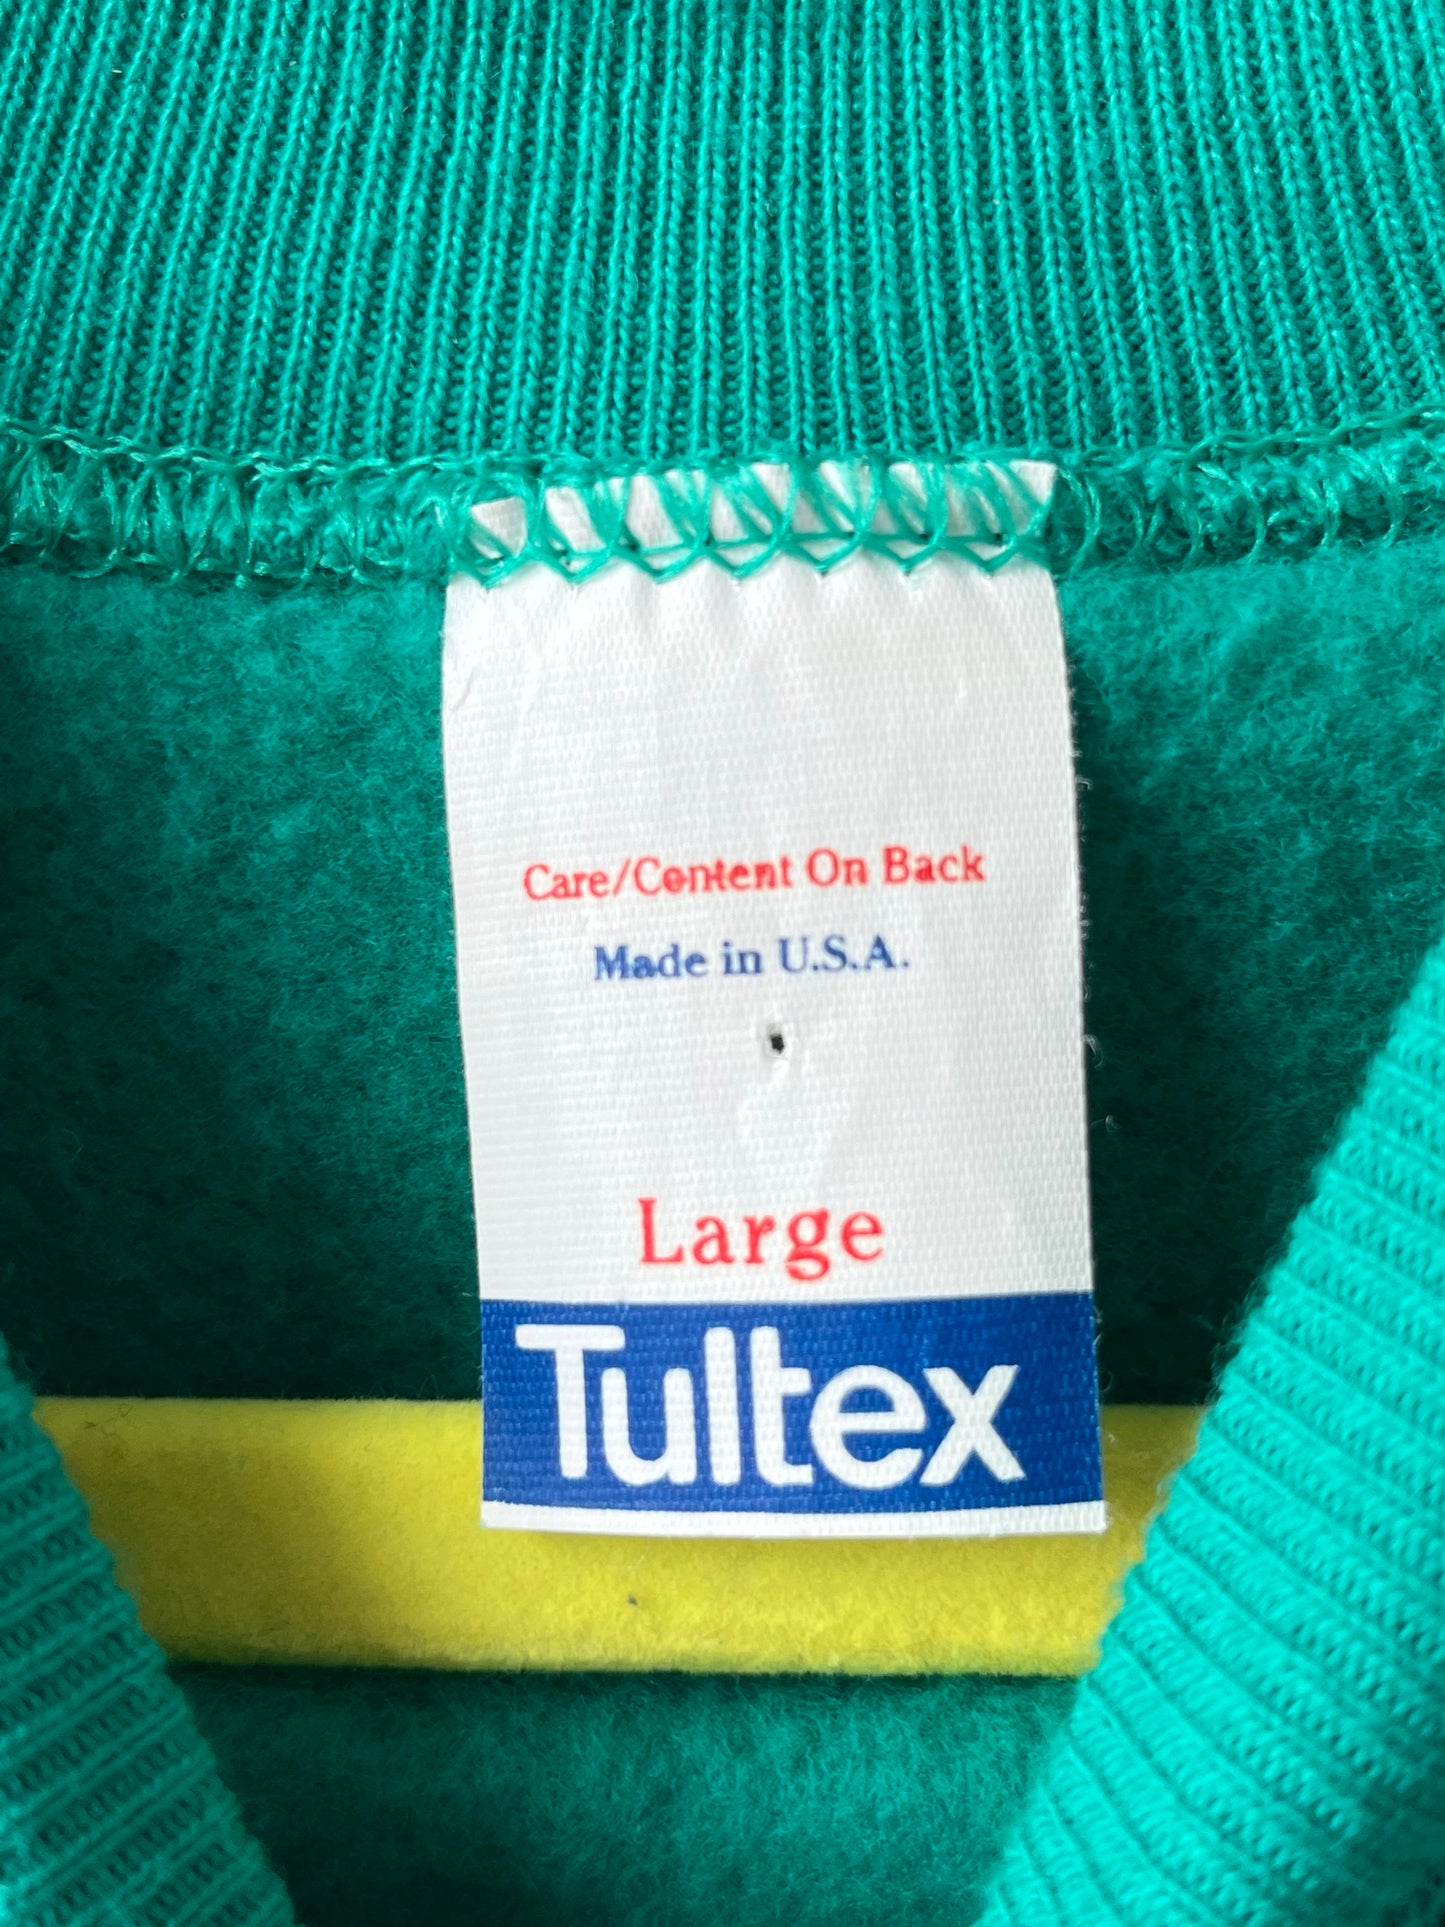 Care/Content On Back
Made in U.S.A.
Large
Tultex